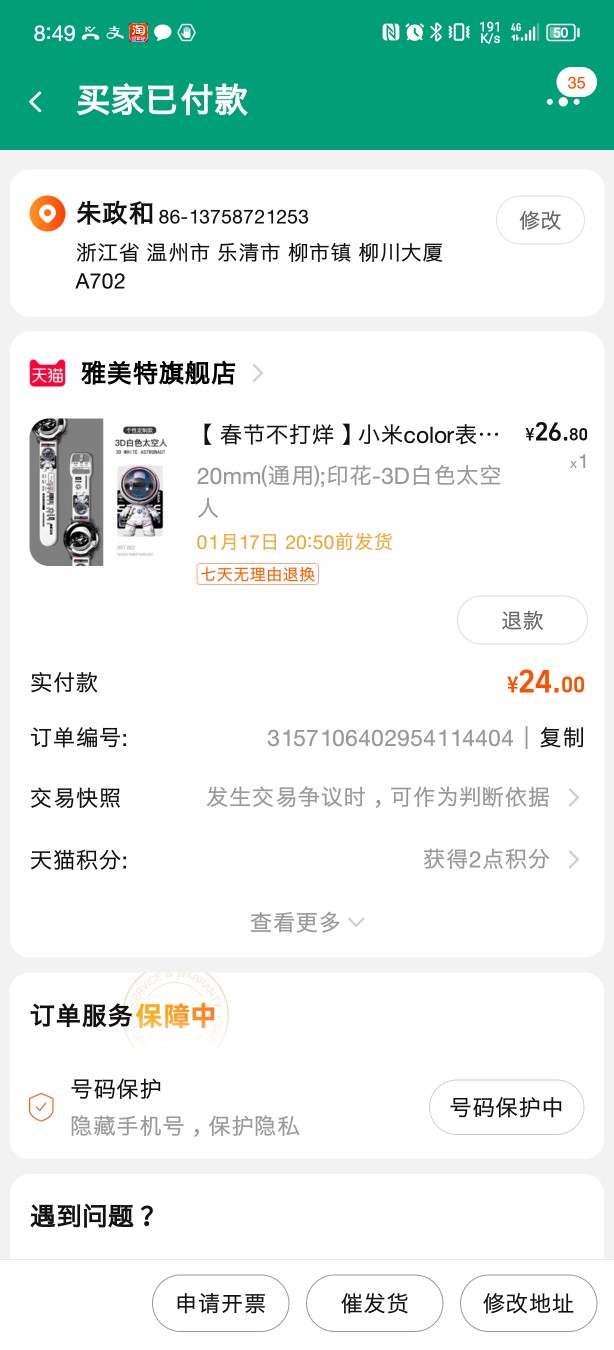 8:49
191
K/s
4G
50
买家已付款
35
朱政和 86-13758721253
修改
浙江省 温州市 乐清市 柳市镇 柳川大厦
A702
天猫 雅美特旗舰店
个性定制款
3D白色太空人
3D WHITE ASTRONAUT
【春节不打烊】小米color表… ¥26.80
x1
20mm(通用);印花-3D白色太空
人
01月17日 20:50前发货
七天无理由退换
退款
实付款 ¥24.00
订单编号: 3157106402954114404 | 复制
交易快照 发生交易争议时，可作为判断依据
天猫积分: 获得2点积分
查看更多
SERVICE & WARRANTY
订单服务保障中
号码保护
隐藏手机号，保护隐私
号码保护中
遇到问题？
申请开票 催发货 修改地址